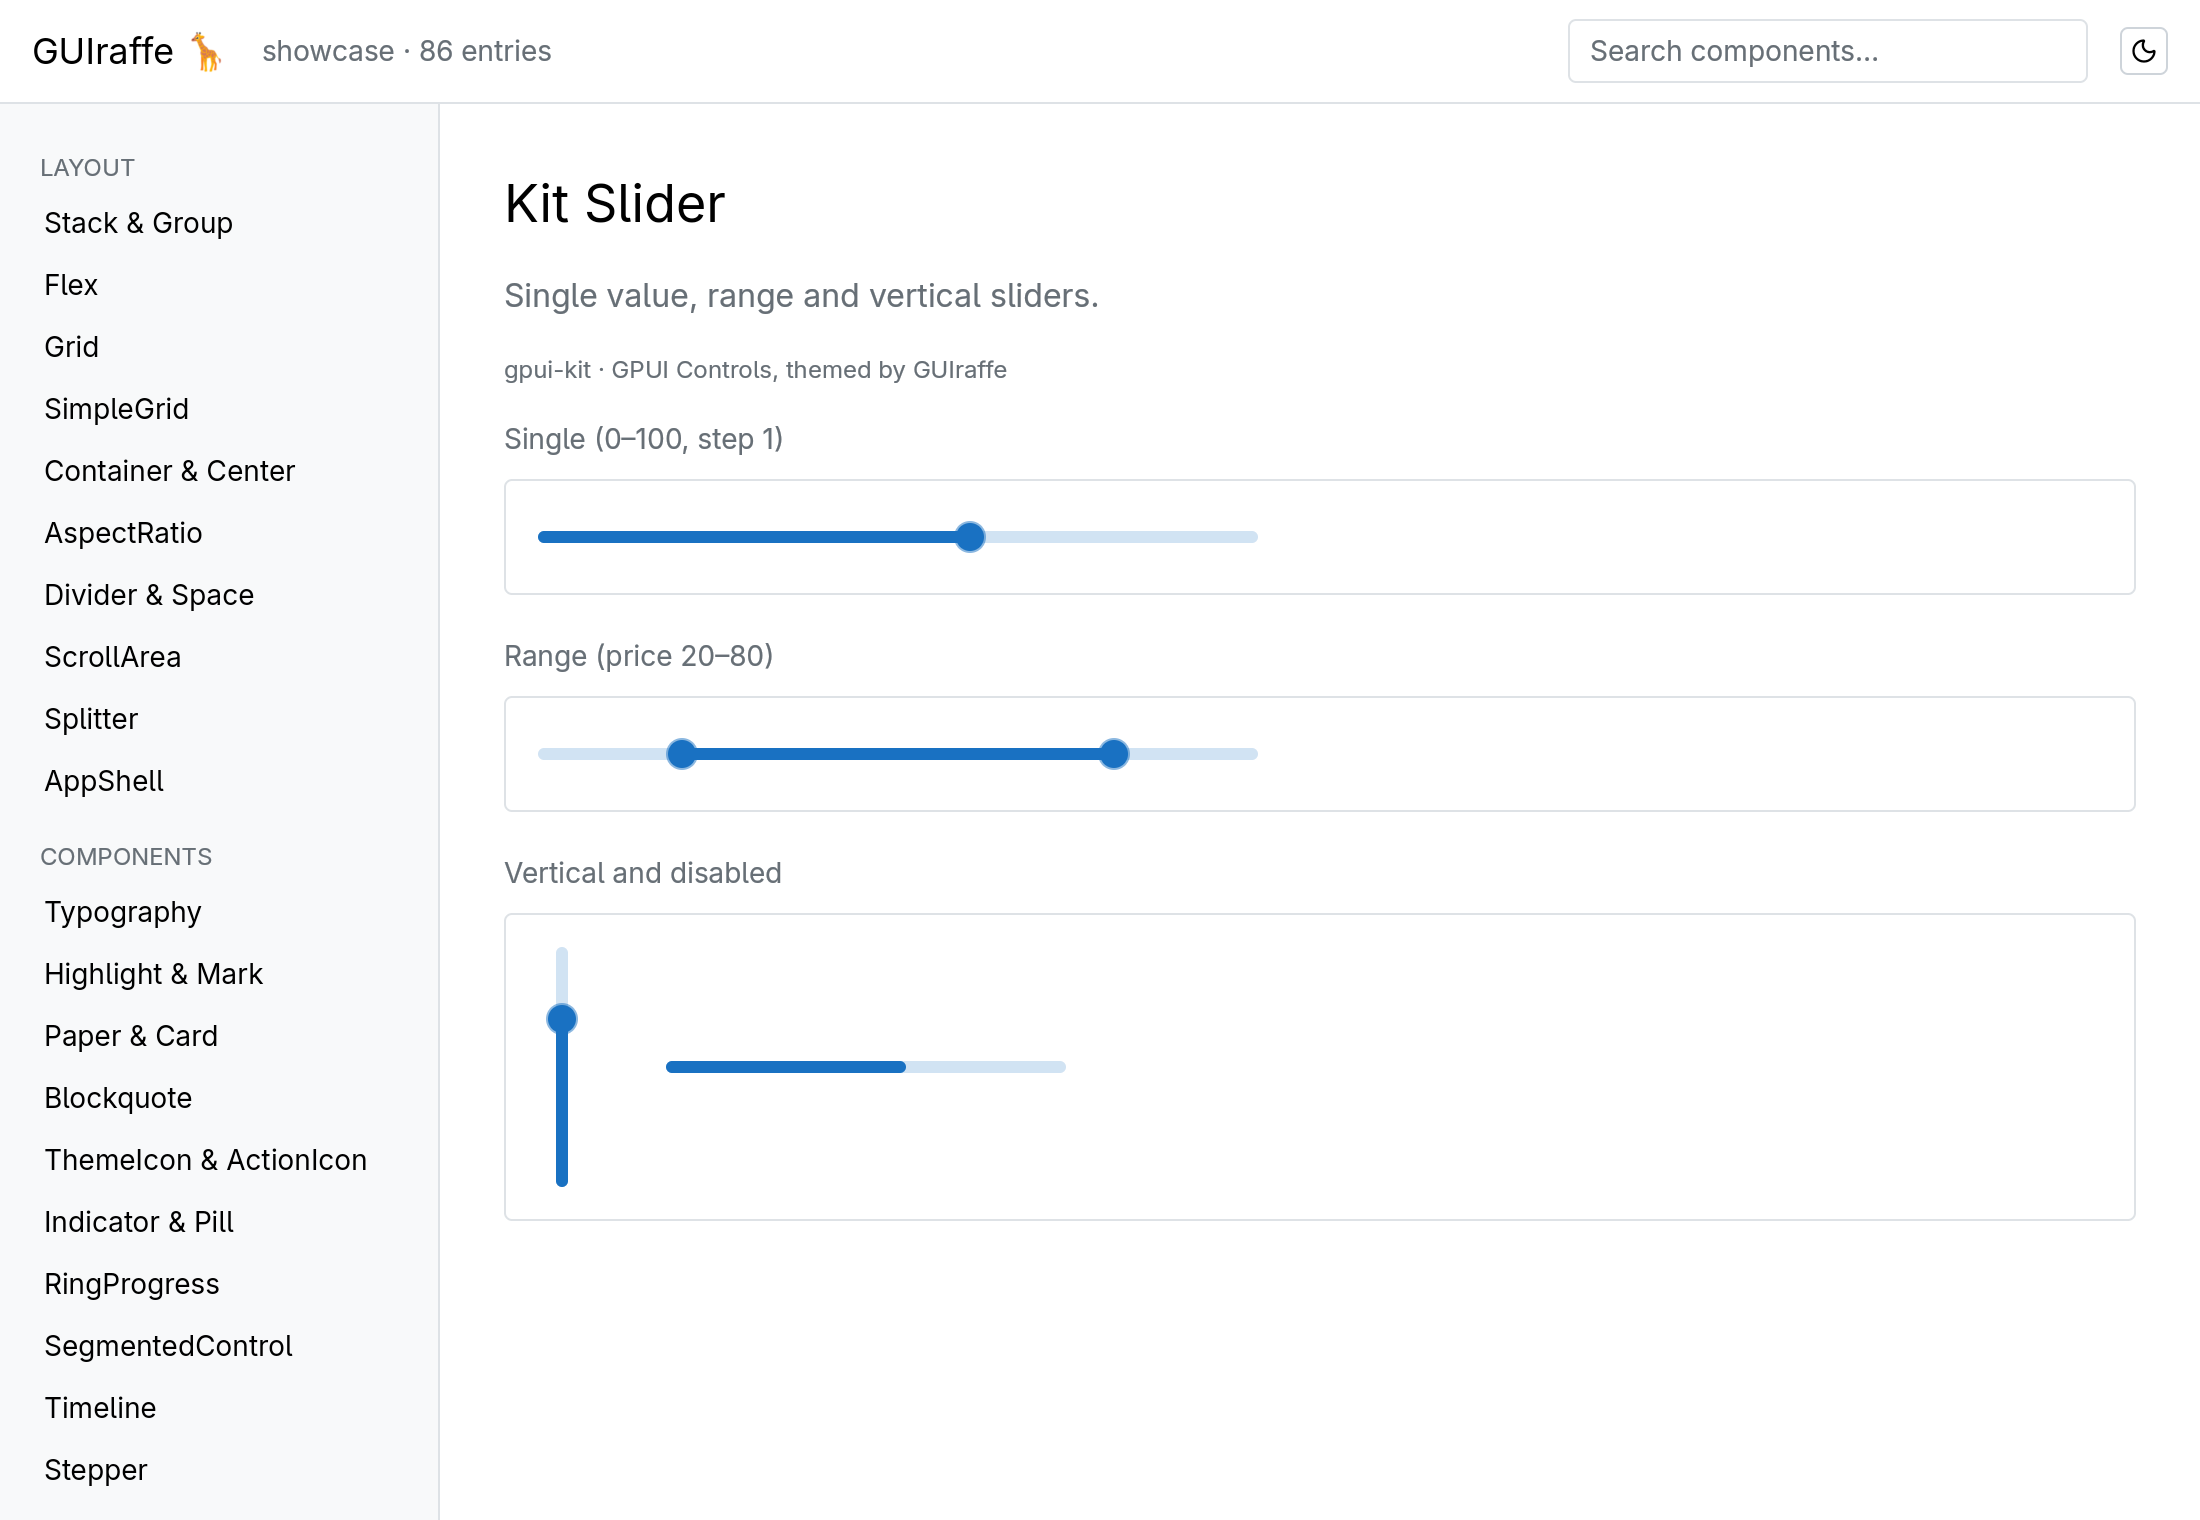 GUIraffe 🦒 showcase · 86 entries
Search components...
LAYOUT
Stack & Group
Flex
Grid
SimpleGrid
Container & Center
AspectRatio
Divider & Space
ScrollArea
Splitter
AppShell
COMPONENTS
Typography
Highlight & Mark
Paper & Card
Blockquote
ThemeIcon & ActionIcon
Indicator & Pill
RingProgress
SegmentedControl
Timeline
Stepper
Kit Slider
Single value, range and vertical sliders.
gpui-kit · GPUI Controls, themed by GUIraffe
Single (0–100, step 1)
Range (price 20–80)
Vertical and disabled